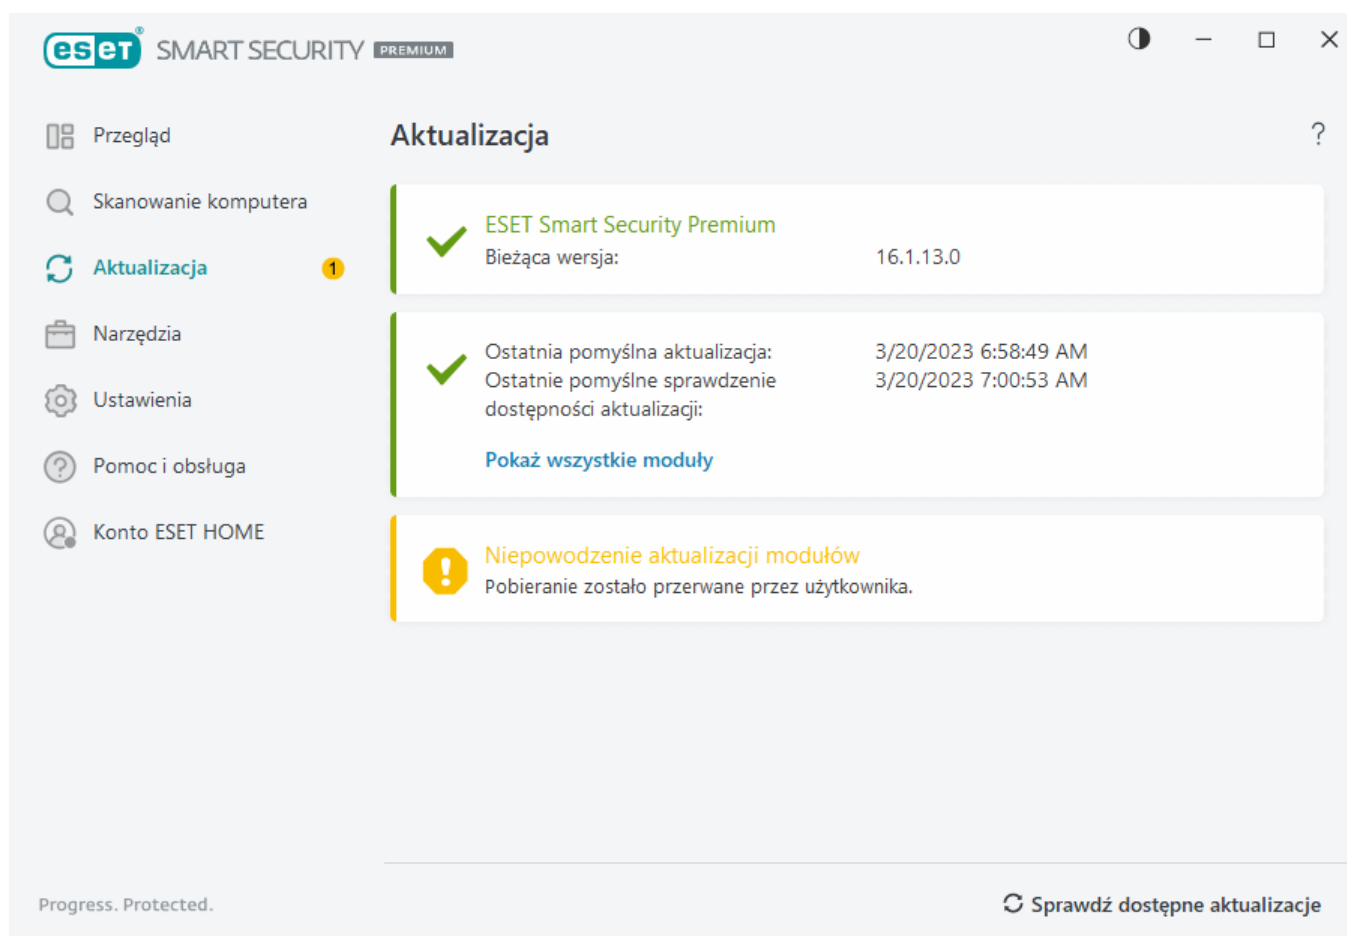 eset® SMART SECURITY PREMIUM
Przegląd
Skanowanie komputera
Aktualizacja 1
Narzędzia
Ustawienia
Pomoc i obsługa
Konto ESET HOME
Progress. Protected.
Aktualizacja ?
ESET Smart Security Premium
Bieżąca wersja: 16.1.13.0
Ostatnia pomyślna aktualizacja: 3/20/2023 6:58:49 AM
Ostatnie pomyślne sprawdzenie 3/20/2023 7:00:53 AM
dostępności aktualizacji:
Pokaż wszystkie moduły
Niepowodzenie aktualizacji modułów
Pobieranie zostało przerwane przez użytkownika.
Sprawdź dostępne aktualizacje